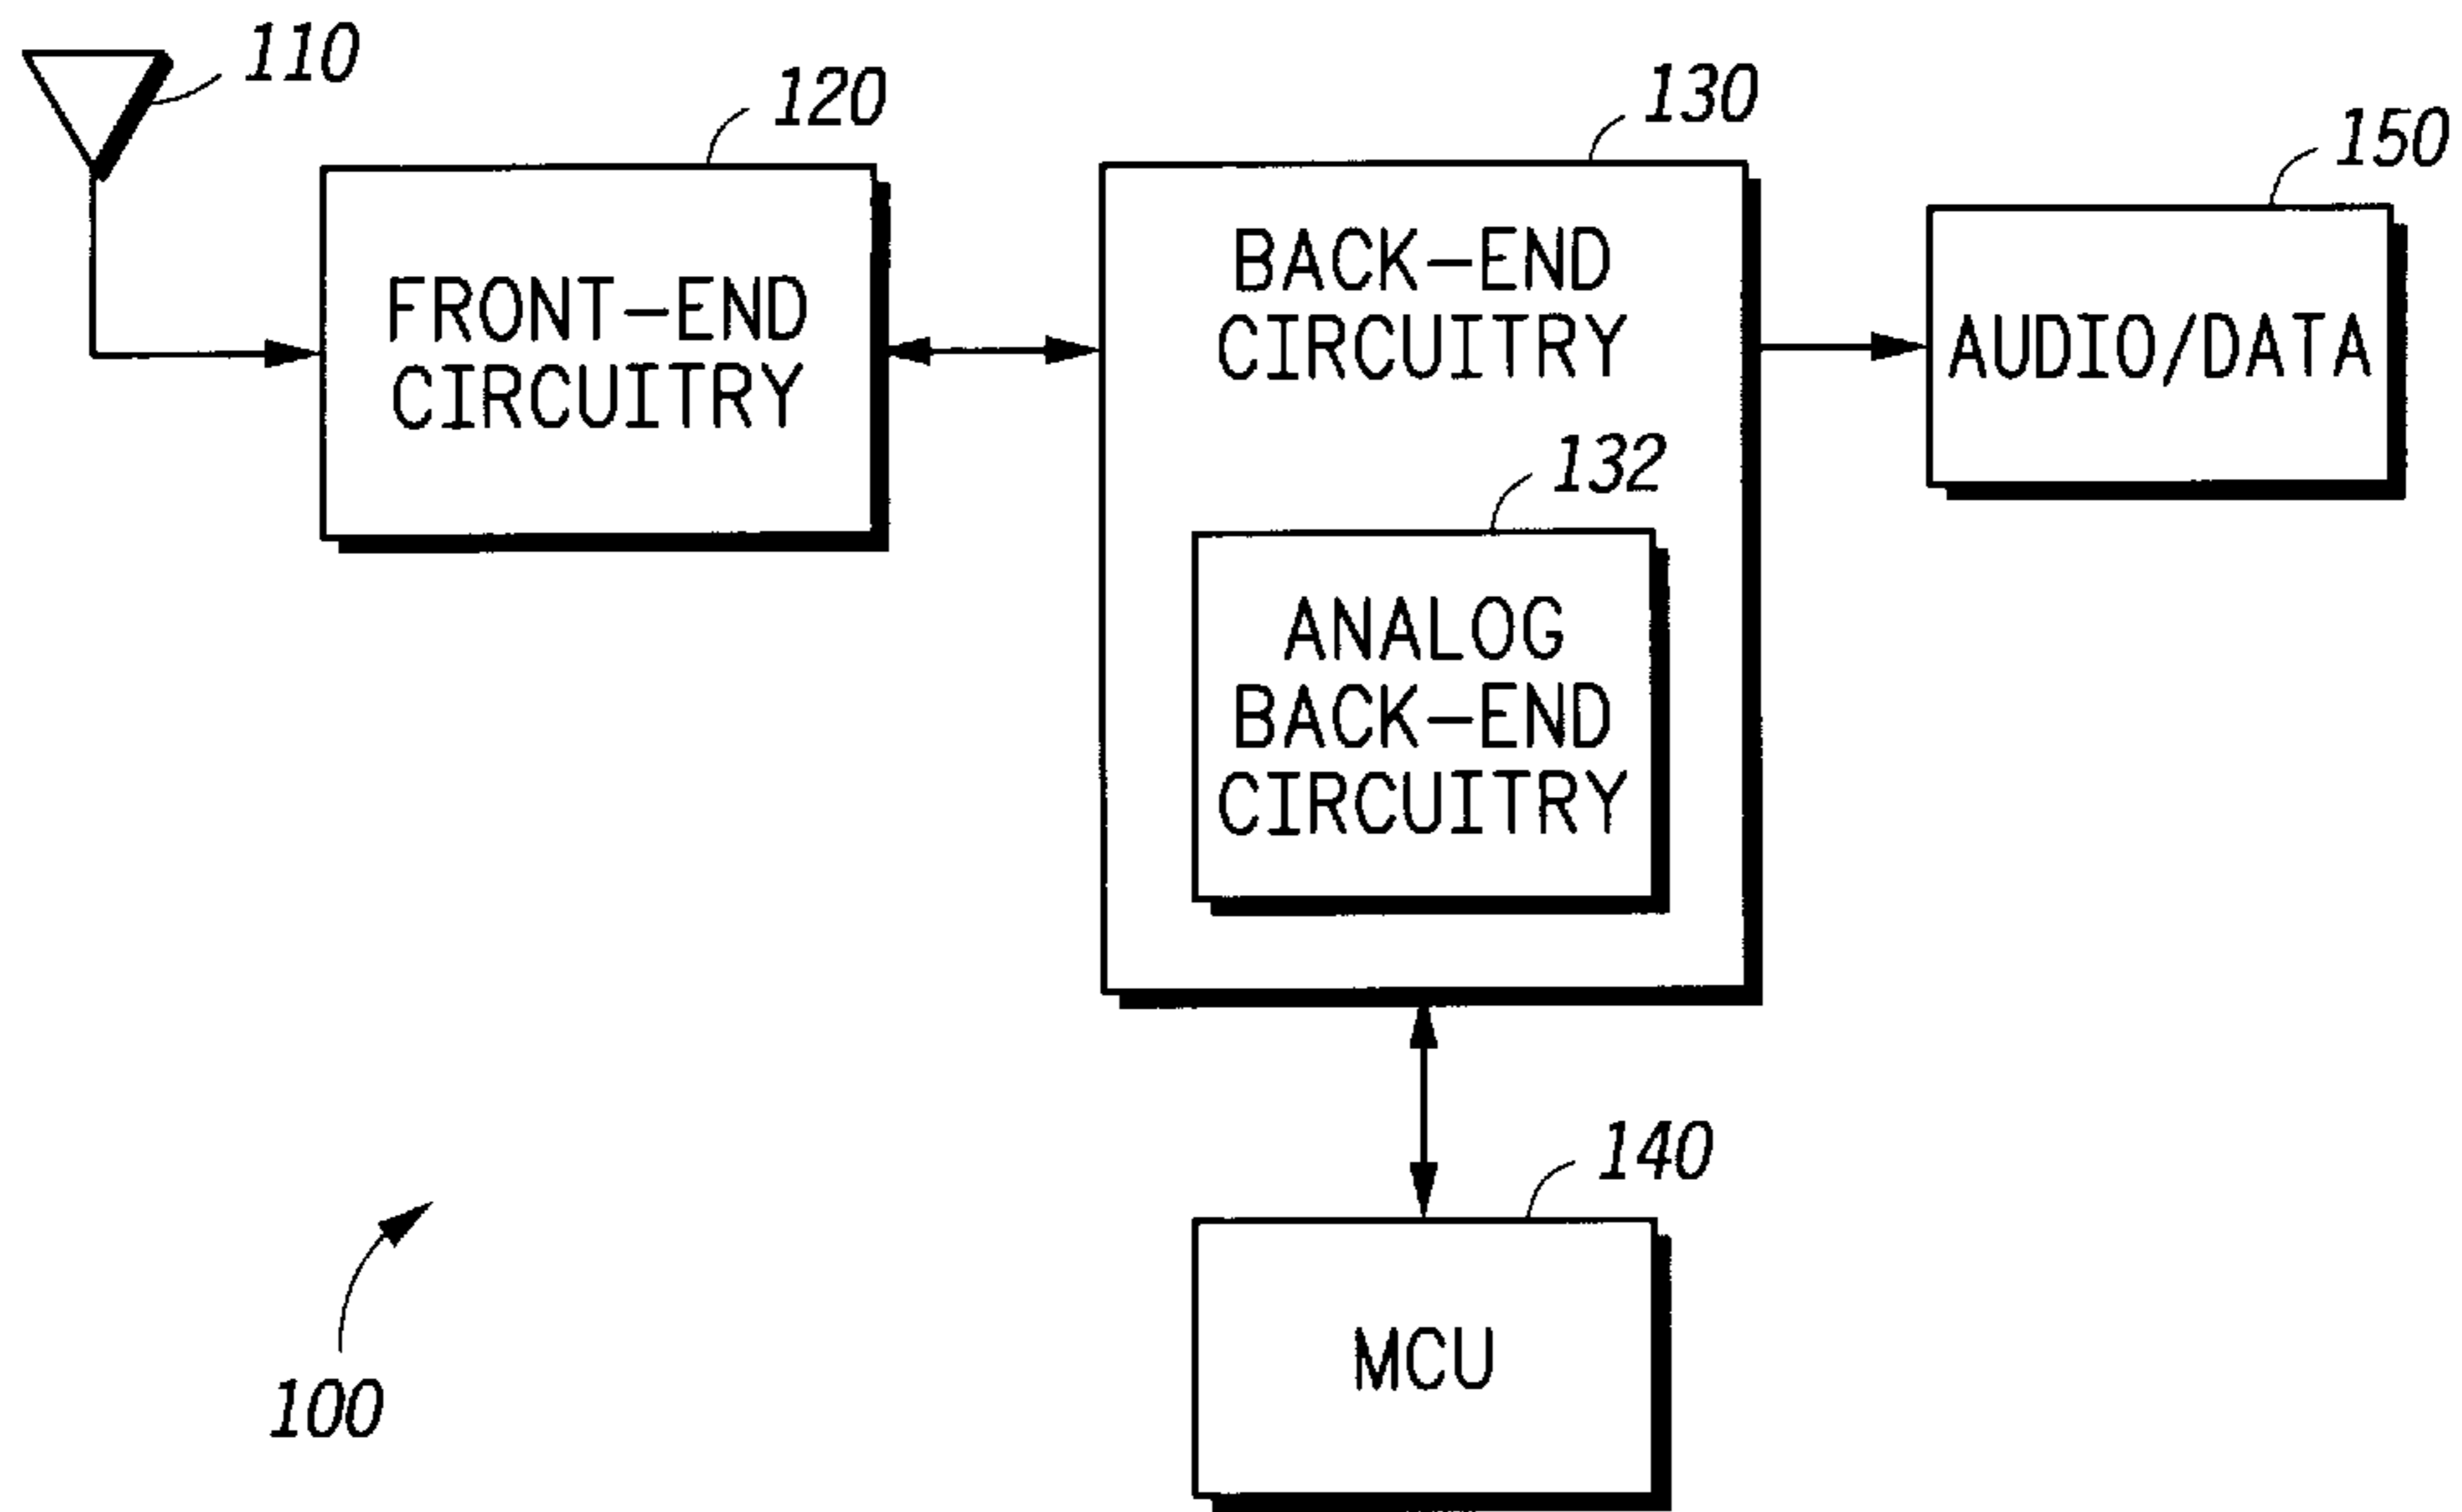 110
120
130
150
FRONT-END
CIRCUITRY
BACK-END
CIRCUITRY
AUDIO/DATA
132
ANALOG
BACK-END
CIRCUITRY
140
MCU
100